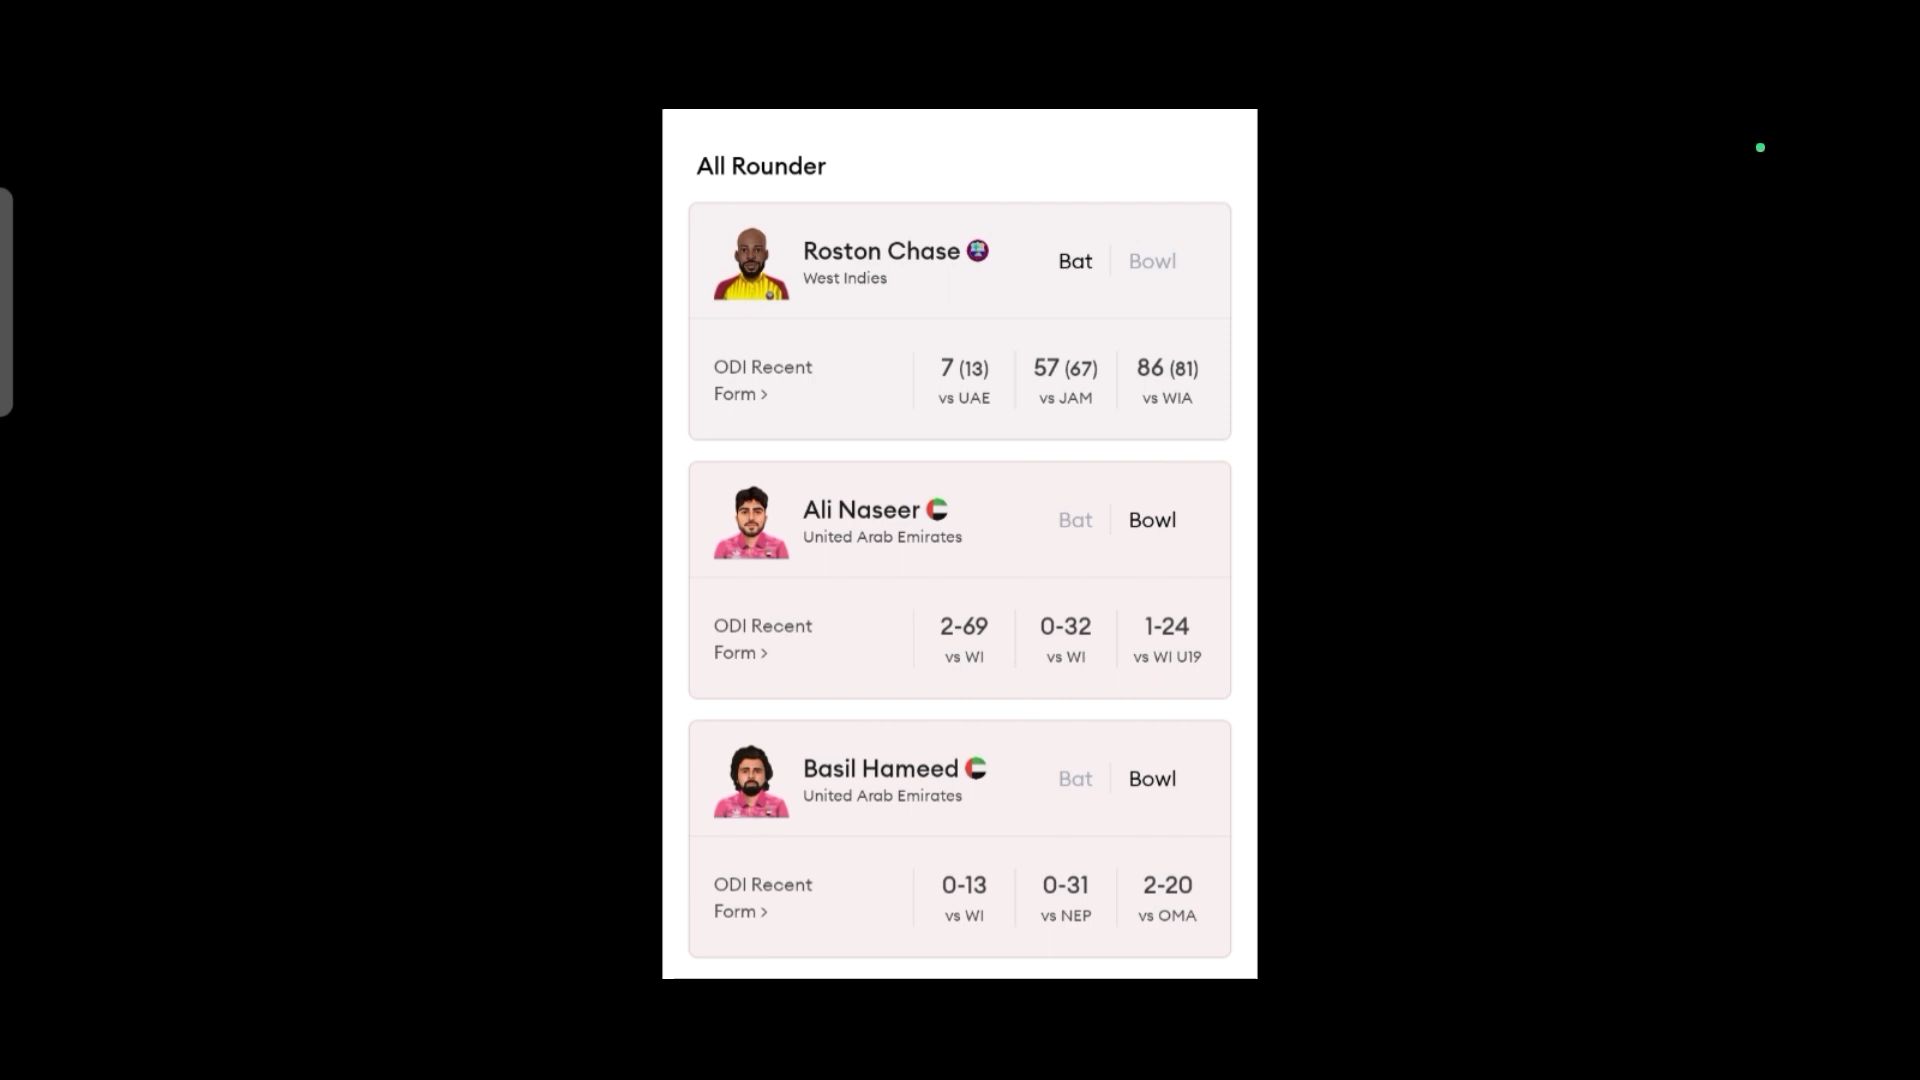 All Rounder
Roston Chase
West Indies
Bat Bowl
ODI Recent Form >
7 (13) 57 (67) 86 (81)
vs UAE vs JAM vs WIA
Ali Naseer
United Arab Emirates
Bat Bowl
ODI Recent Form >
2-69 0-32 1-24
vs WI vs WI vs WI U19
Basil Hameed
United Arab Emirates
Bat Bowl
ODI Recent Form >
0-13 0-31 2-20
vs WI vs NEP vs OMA